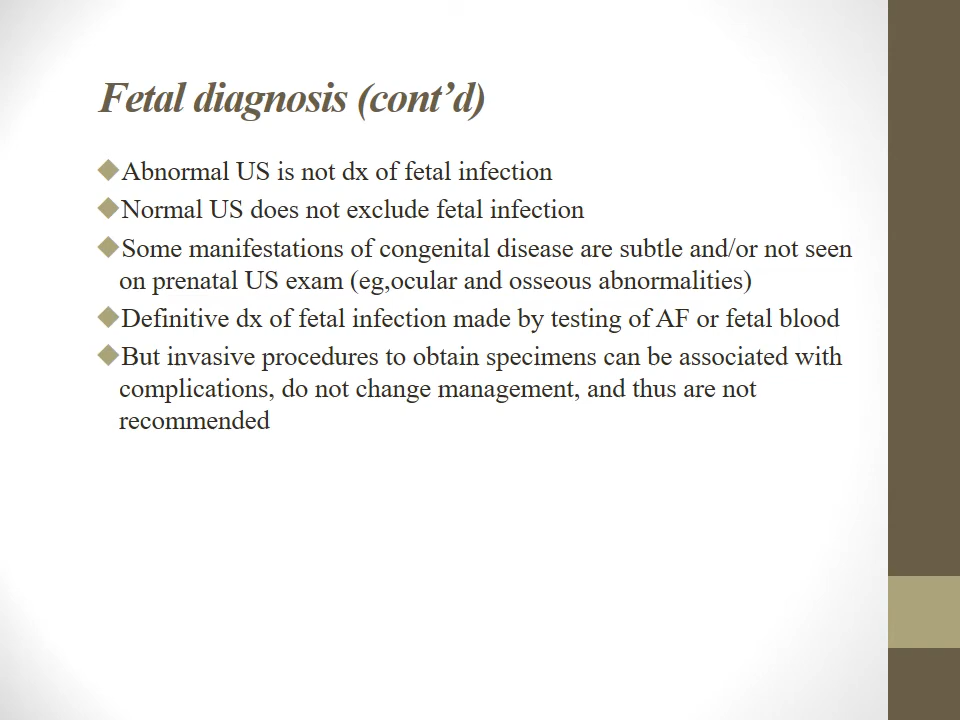 Fetal diagnosis (cont’d)
Abnormal US is not dx of fetal infection
Normal US does not exclude fetal infection
Some manifestations of congenital disease are subtle and/or not seen
on prenatal US exam (eg,ocular and osseous abnormalities)
Definitive dx of fetal infection made by testing of AF or fetal blood
But invasive procedures to obtain specimens can be associated with
complications, do not change management, and thus are not
recommended